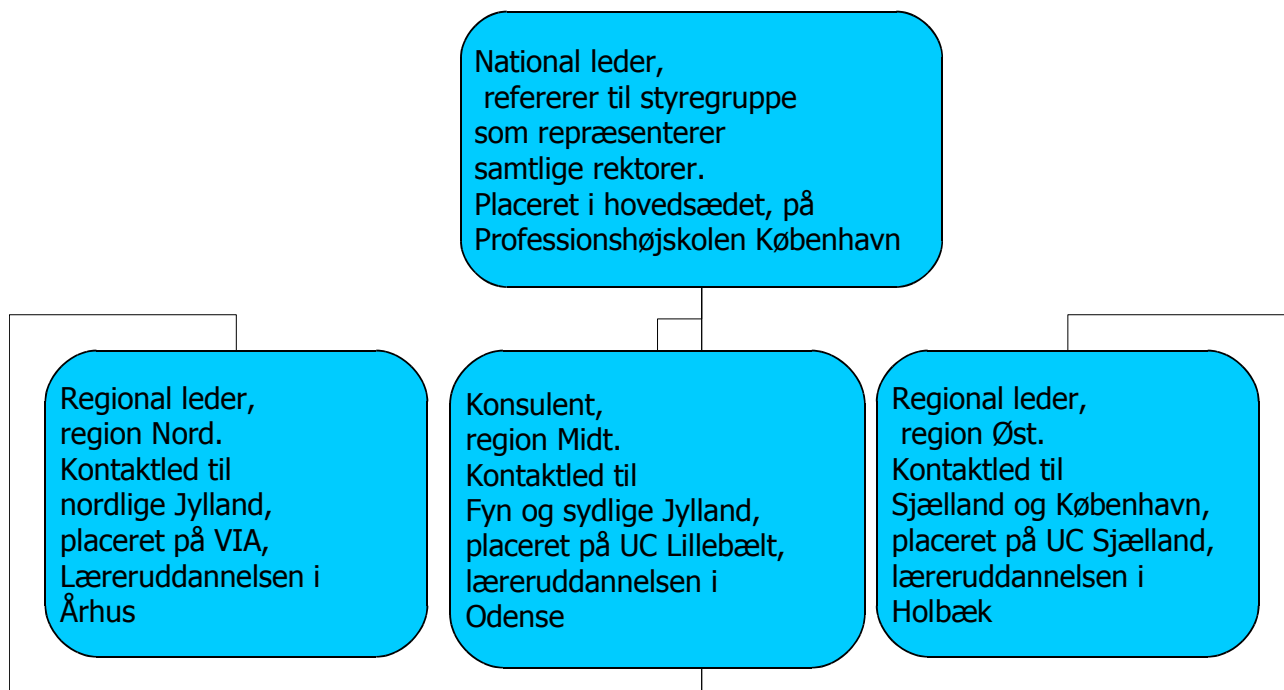 National leder,
refererer til styregruppe
som repræsenterer
samtlige rektorer.
Placeret i hovedsædet, på
Professionshøjskolen København
Regional leder,
region Nord.
Kontaktled til
nordlige Jylland,
placeret på VIA,
Læreruddannelsen i
Århus
Konsulent,
region Midt.
Kontaktled til
Fyn og sydlige Jylland,
placeret på UC Lillebælt,
læreruddannelsen i
Odense
Regional leder,
region Øst.
Kontaktled til
Sjælland og København,
placeret på UC Sjælland,
læreruddannelsen i
Holbæk